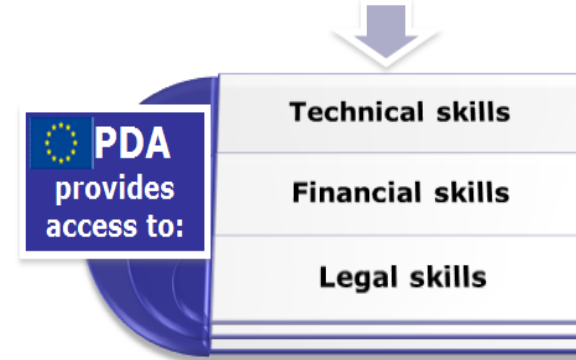 PDA
provides
access to:
Technical skills
Financial skills
Legal skills